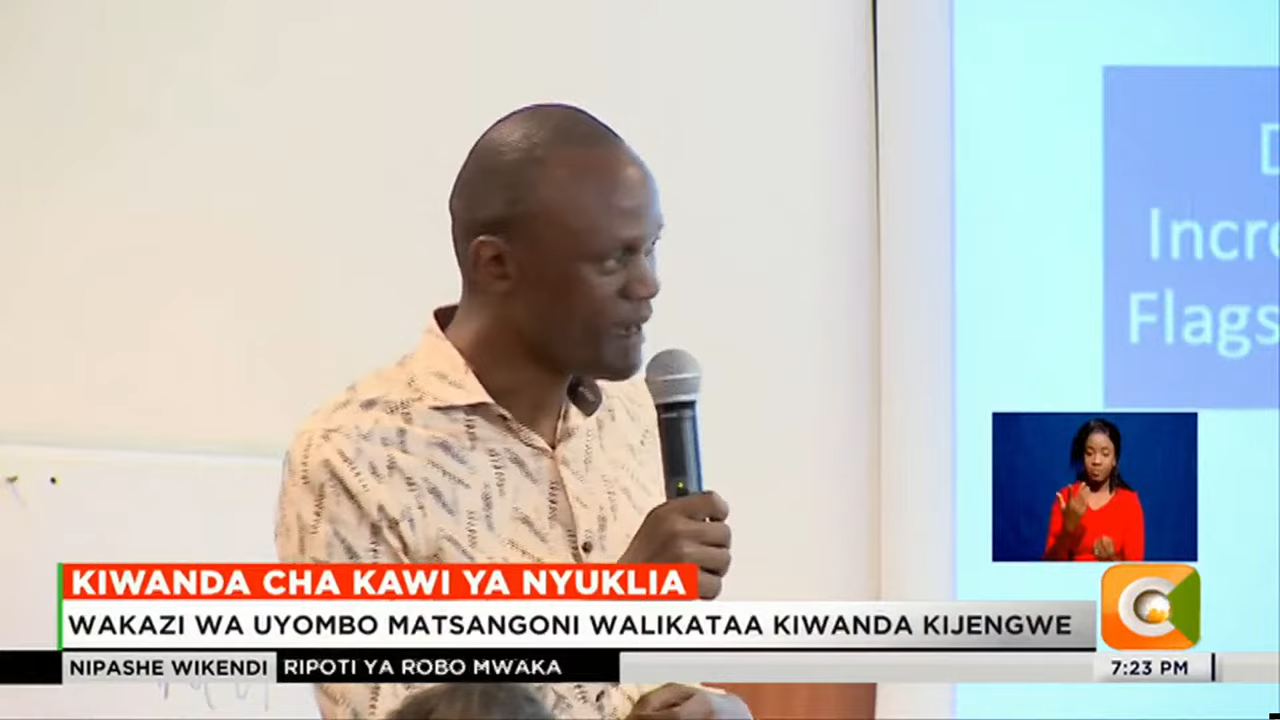 Incre
Flags
KIWANDA CHA KAWI YA NYUKLIA
WAKAZI WA UYOMBO MATSANGONI WALIKATAA KIWANDA KIJENGWE
NIPASHE WIKENDI RIPOTI YA ROBO MWAKA
7:23 PM